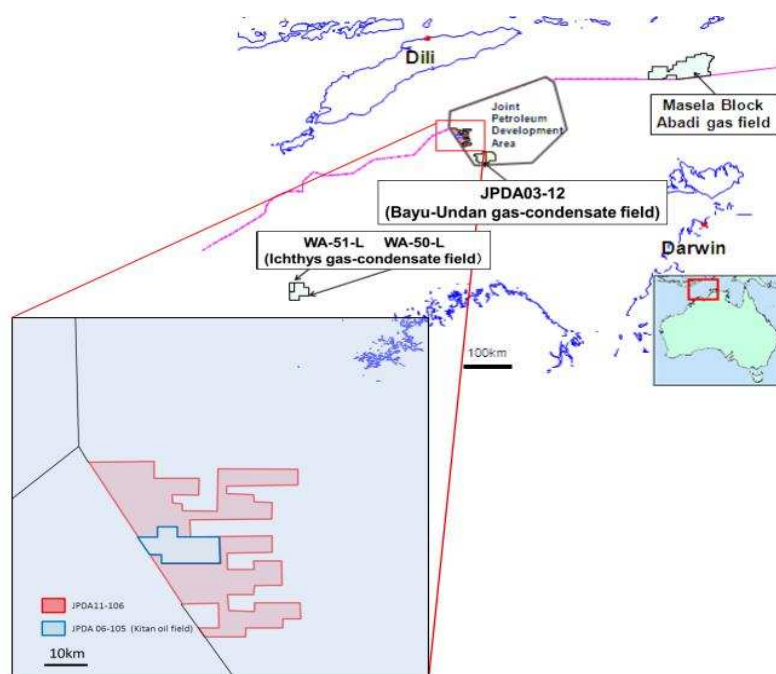 Dili
Joint
Petroleum
Development
Area
Masela Block
Abadi gas field
JPDA03-12
(Bayu-Undan gas-condensate field)
WA-51-L WA-50-L
(Ichthys gas-condensate field)
Darwin
100km
JPDA11-106
JPDA 06-105 (Kitan oil field)
10km